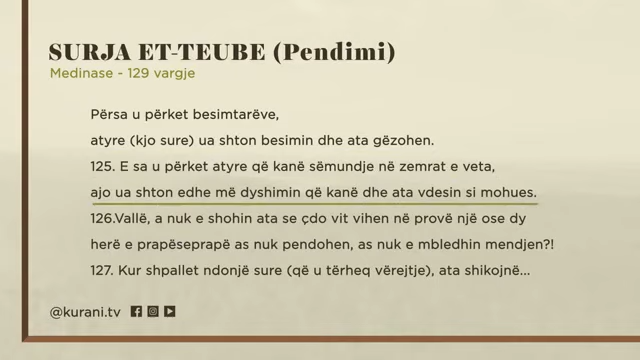 SURJA ET-TEUBE (Pendimi)
Medinase - 129 vargje
Përsa u përket besimtarëve,
atyre (kjo sure) ua shton besimin dhe ata gëzohen.
125. E sa u përket atyre që kanë sëmundje në zemrat e veta,
ajo ua shton edhe më dyshimin që kanë dhe ata vdesin si mohues.
126.Vallë, a nuk e shohin ata se çdo vit vihen në provë një ose dy
herë e prapëseprapë as nuk pendohen, as nuk e mbledhin mendjen?!
127. Kur shpallet ndonjë sure (që u tërheq vërejtje), ata shikojnë...
@kurani.tv